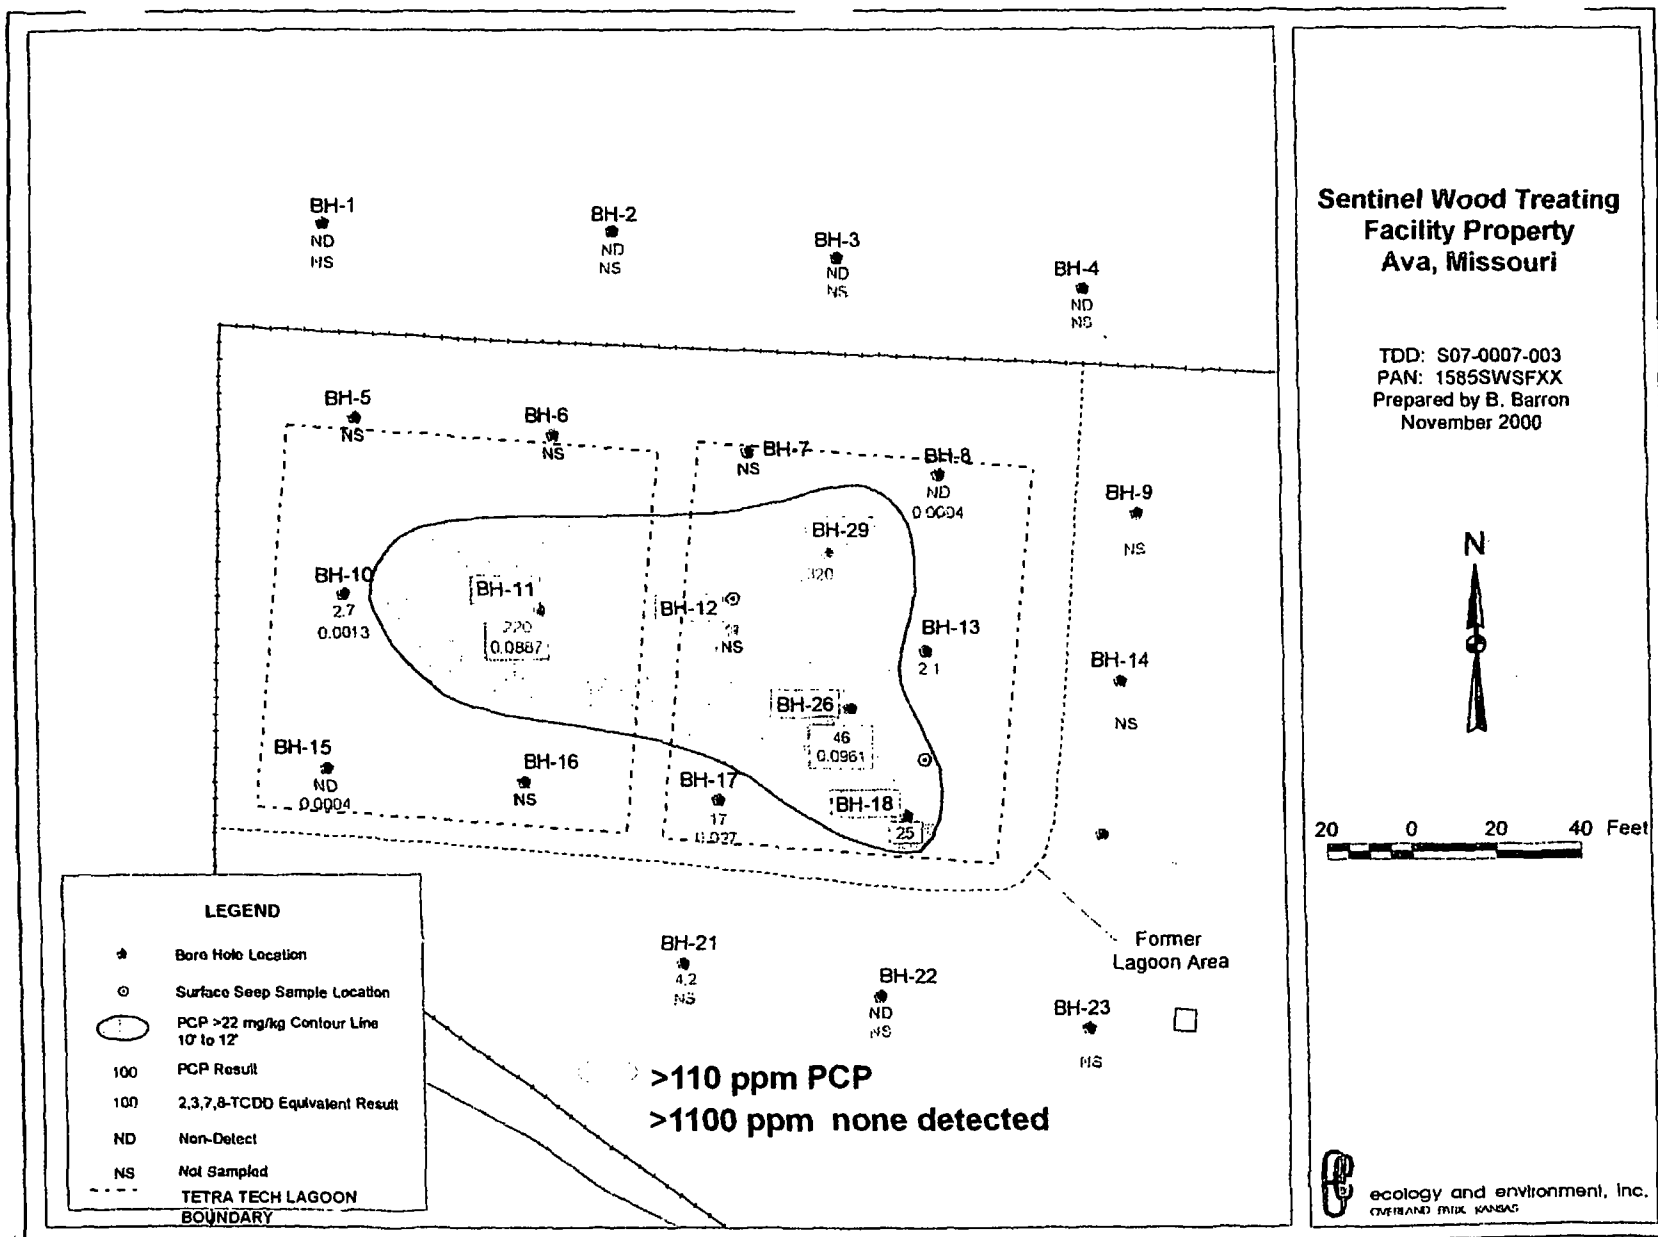 BH-1
ND
NS
BH-2
ND
NS
BH-3
ND
NS
BH-4
ND
NS
BH-5
NS
BH-6
NS
BH-7
NS
BH-8
ND
0.0004
BH-9
NS
BH-29
320
BH-10
2.7
0.0013
BH-11
220
0.0887
BH-12
NS
BH-13
2.1
BH-14
NS
BH-26
46
0.0961
BH-15
ND
0.0004
BH-16
NS
BH-17
17
0.027
BH-18
25
BH-21
4.2
NS
BH-22
ND
NS
BH-23
NS
Former
Lagoon Area
>110 ppm PCP
>1100 ppm none detected
LEGEND
Bore Hole Location
Surface Seep Sample Location
PCP >22 mg/kg Contour Line
10' to 12'
100 PCP Result
100 2,3,7,8-TCDD Equivalent Result
ND Non-Detect
NS Not Sampled
TETRA TECH LAGOON
BOUNDARY
Sentinel Wood Treating
Facility Property
Ava, Missouri
TDD: S07-0007-003
PAN: 1585SWSFXX
Prepared by B. Barron
November 2000
N
20 0 20 40 Feet
ecology and environment, inc.
OVERLAND PARK, KANSAS